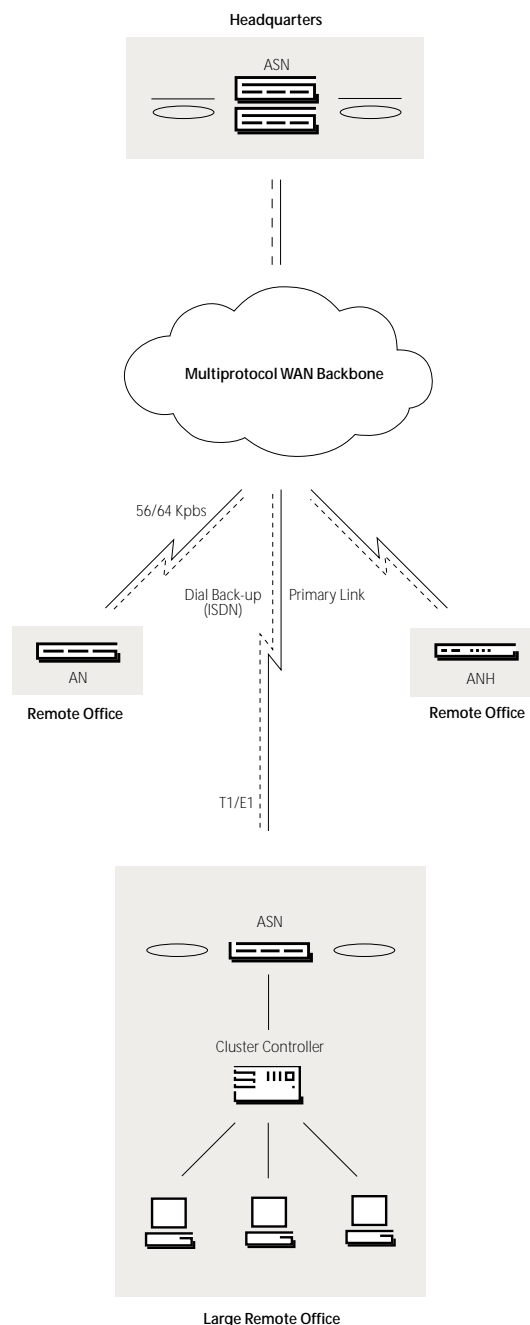 Headquarters
ASN
Multiprotocol WAN Backbone
56/64 Kpbs
Dial Back-up
(ISDN)
Primary Link
AN
Remote Office
ANH
Remote Office
T1/E1
ASN
Cluster Controller
Large Remote Office